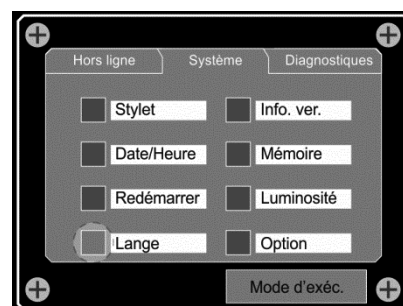 Hors ligne Système Diagnostiques
Stylet Info. ver.
Date/Heure Mémoire
Redémarrer Luminosité
Lange Option
Mode d'exéc.